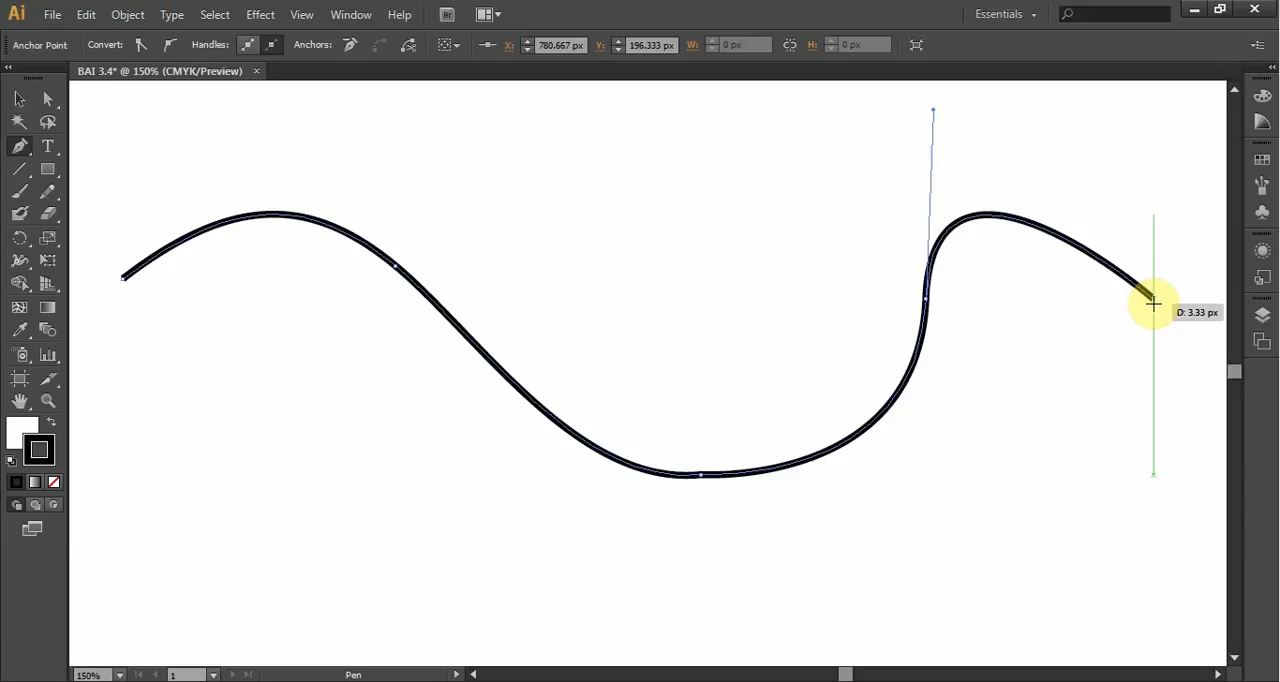 Ai File Edit Object Type Select Effect View Window Help Br Essentials
Anchor Point Convert: Handles: Anchors: X: 780.667 px Y: 196.333 px W: 0 px H: 0 px
BAI 3.4* @ 150% (CMYK/Preview) ×
T
D: 3.33 px
150% 1 Pen